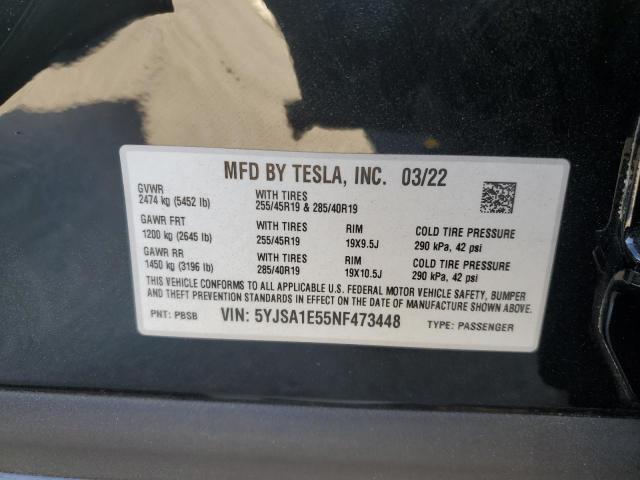 MFD BY TESLA, INC. 03/22
GVWR
2474 kg (5452 lb)
WITH TIRES
255/45R19 & 285/40R19
GAWR FRT
1200 kg (2645 lb)
WITH TIRES
255/45R19
RIM
19X9.5J
COLD TIRE PRESSURE
290 kPa, 42 psi
GAWR RR
1450 kg (3196 lb)
WITH TIRES
285/40R19
RIM
19X10.5J
COLD TIRE PRESSURE
290 kPa, 42 psi
THIS VEHICLE CONFORMS TO ALL APPLICABLE U.S. FEDERAL MOTOR VEHICLE SAFETY, BUMPER
AND THEFT PREVENTION STANDARDS IN EFFECT ON THE DATE OF MANUFACTURE SHOWN ABOVE.
PNT: PBSB VIN: 5YJSA1E55NF473448 TYPE: PASSENGER